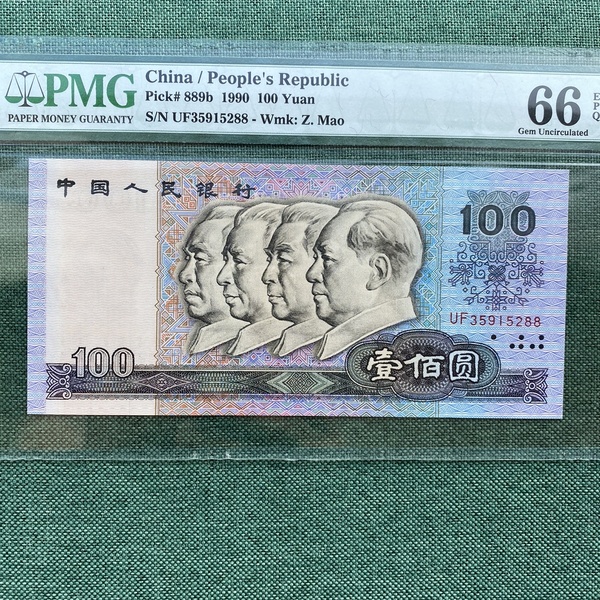 PMG
PAPER MONEY GUARANTY
China / People's Republic
Pick# 889b 1990 100 Yuan
S/N UF35915288 - Wmk: Z. Mao
66
Gem Uncirculated
E
P
Q
中国人民银行
100
UF35915288
100
壹佰圆